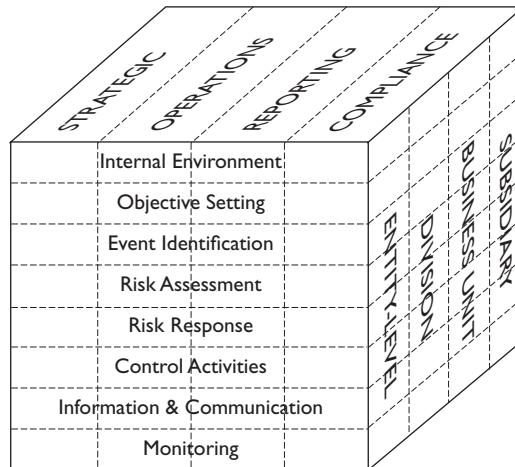 STRATEGIC
OPERATIONS
REPORTING
COMPLIANCE
Internal Environment
Objective Setting
Event Identification
Risk Assessment
Risk Response
Control Activities
Information & Communication
Monitoring
ENTITY-LEVEL
DIVISION
BUSINESS UNIT
SUBSIDIARY